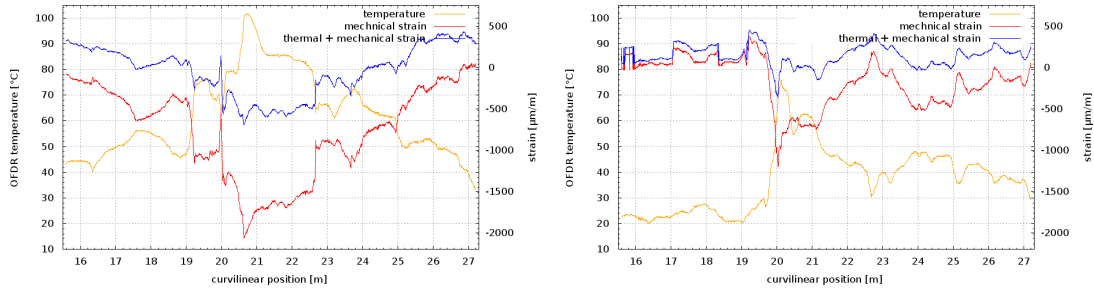 temperature
mechnical strain
thermal + mechanical strain
OFDR temperature [°C]
100
90
80
70
60
50
40
30
20
10
500
0
-500
-1000
-1500
-2000
strain [µm/m]
16 17 18 19 20 21 22 23 24 25 26 27
curvilinear position [m]
temperature
mechnical strain
thermal + mechanical strain
OFDR temperature [°C]
100
90
80
70
60
50
40
30
20
10
500
0
-500
-1000
-1500
-2000
strain [µm/m]
16 17 18 19 20 21 22 23 24 25 26 27
curvilinear position [m]